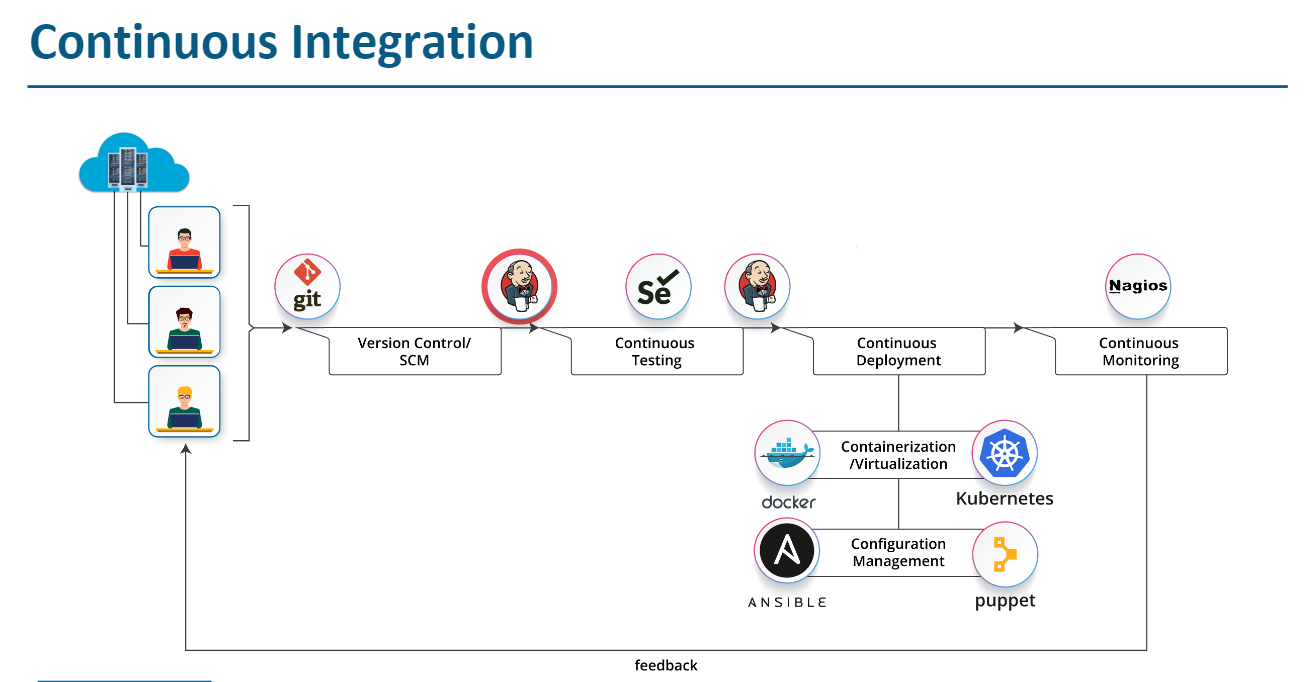 Continuous Integration
git
Se
Nagios
Version Control/
SCM
Continuous
Testing
Continuous
Deployment
Continuous
Monitoring
Containerization
/Virtualization
docker
Kubernetes
Configuration
Management
ANSIBLE
puppet
feedback